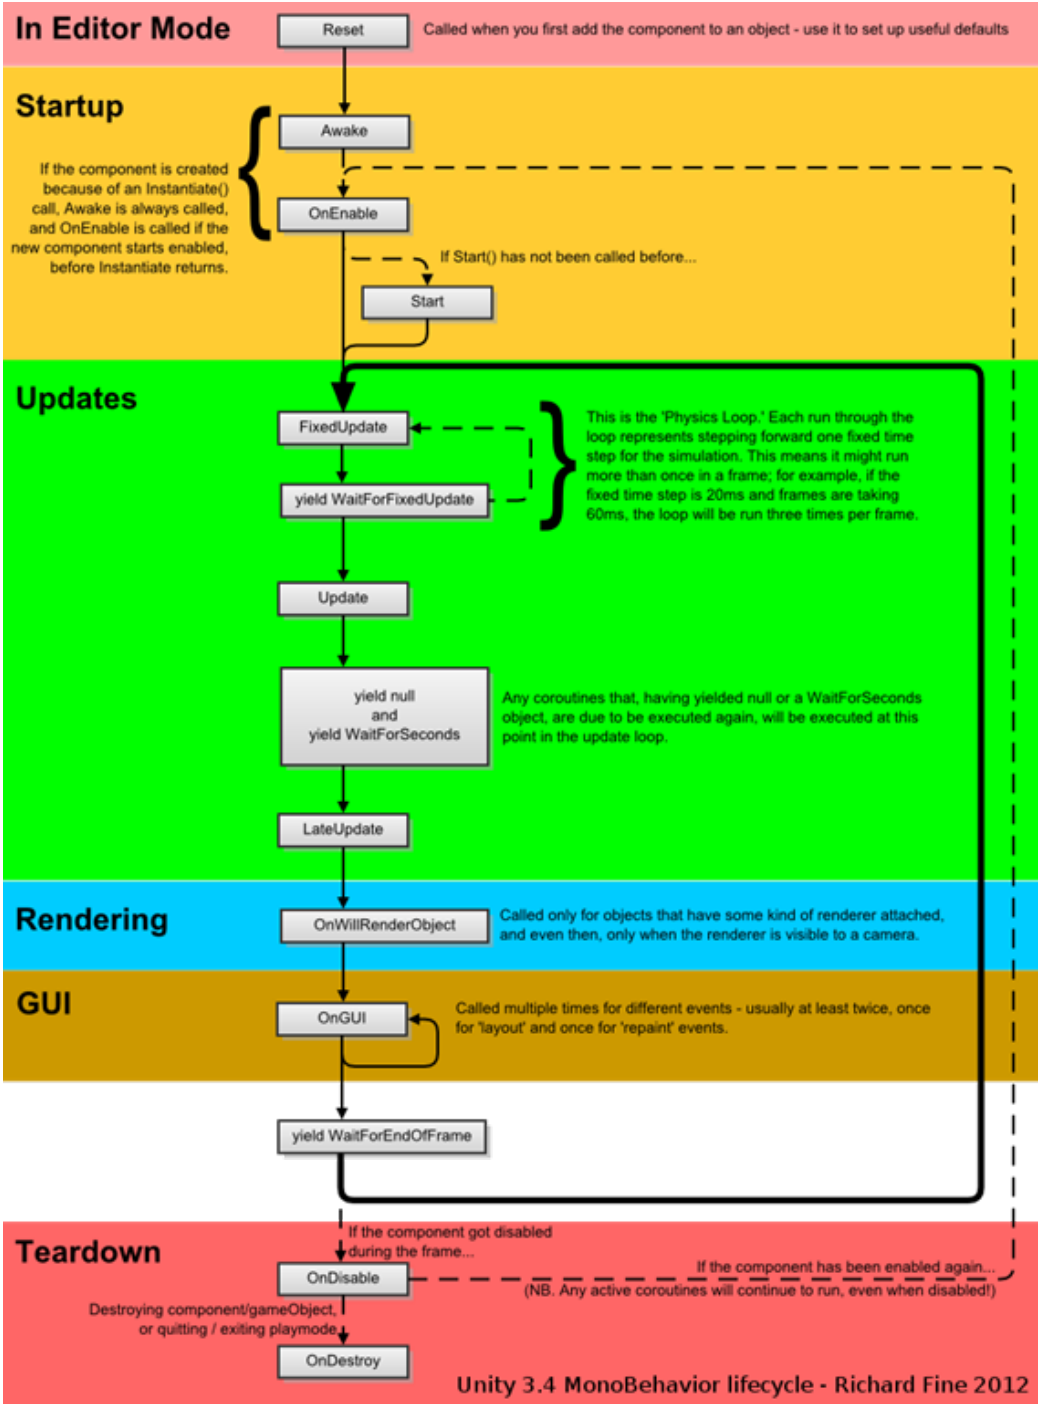 In Editor Mode
Reset
Called when you first add the component to an object - use it to set up useful defaults
Startup
Awake
If the component is created
because of an Instantiate()
call, Awake is always called,
and OnEnable is called if the
new component starts enabled,
before Instantiate returns.
OnEnable
If Start() has not been called before...
Start
Updates
FixedUpdate
This is the 'Physics Loop.' Each run through the
loop represents stepping forward one fixed time
step for the simulation. This means it might run
more than once in a frame; for example, if the
fixed time step is 20ms and frames are taking
60ms, the loop will be run three times per frame.
yield WaitForFixedUpdate
Update
yield null
and
yield WaitForSeconds
Any coroutines that, having yielded null or a WaitForSeconds
object, are due to be executed again, will be executed at this
point in the update loop.
LateUpdate
Rendering
OnWillRenderObject
Called only for objects that have some kind of renderer attached,
and even then, only when the renderer is visible to a camera.
GUI
OnGUI
Called multiple times for different events - usually at least twice, once
for 'layout' and once for 'repaint' events.
yield WaitForEndOfFrame
Teardown
If the component got disabled
during the frame...
OnDisable
If the component has been enabled again...
(NB. Any active coroutines will continue to run, even when disabled!)
Destroying component/gameObject,
or quitting / exiting playmode
OnDestroy
Unity 3.4 MonoBehavior lifecycle - Richard Fine 2012